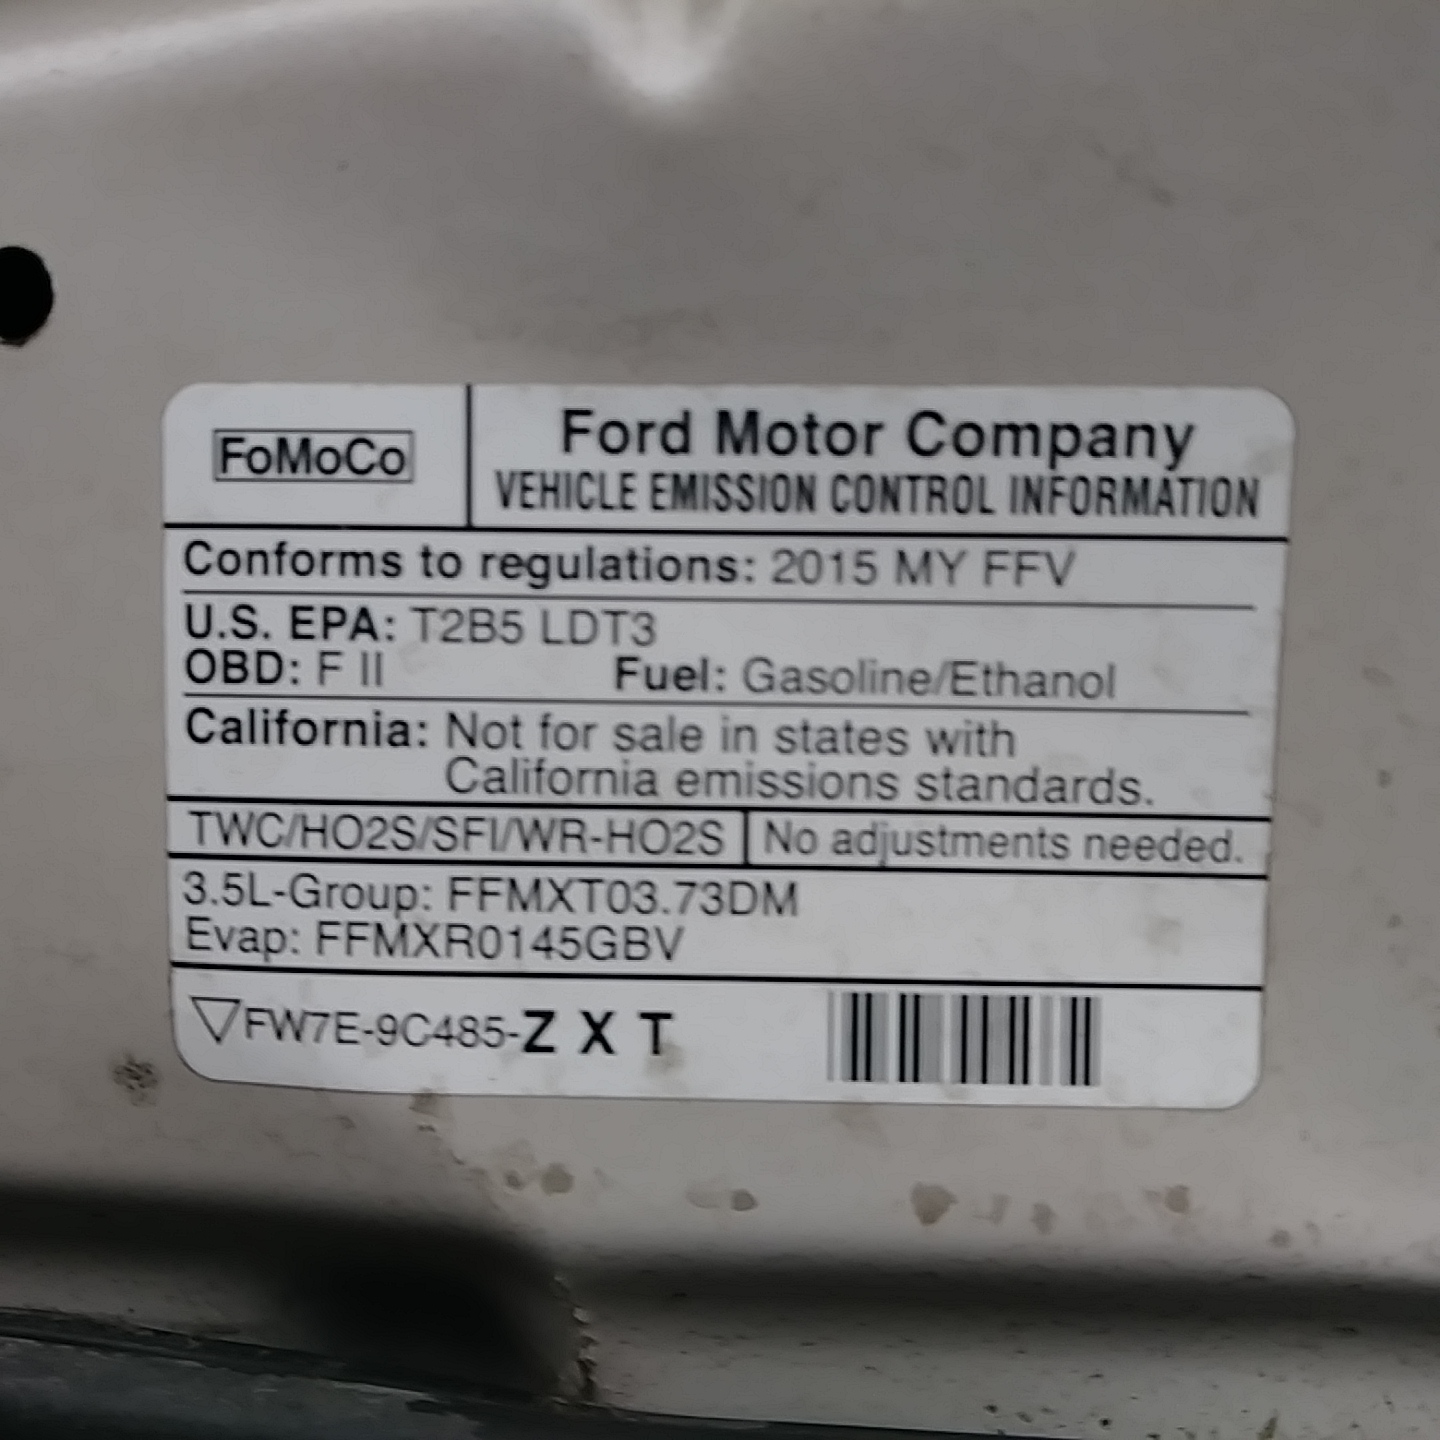 FoMoCo
Ford Motor Company
VEHICLE EMISSION CONTROL INFORMATION
Conforms to regulations: 2015 MY FFV
U.S. EPA: T2B5 LDT3
OBD: F II Fuel: Gasoline/Ethanol
California: Not for sale in states with
California emissions standards.
TWC/HO2S/SFI/WR-HO2S No adjustments needed.
3.5L-Group: FFMXT03.73DM
Evap: FFMXR0145GBV
▽FW7E-9C485-Z X T